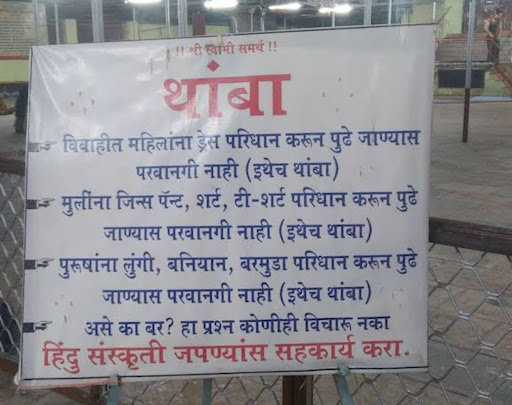 !! श्री स्वामी समर्थ !!
थांबा
विवाहीत महिलांना ड्रेस परिधान करून पुढे जाण्यास
परवानगी नाही (इथेच थांबा)
मुलींना जिन्स पॅन्ट, शर्ट, टी-शर्ट परिधान करून पुढे
जाण्यास परवानगी नाही (इथेच थांबा)
पुरूषांना लुंगी, बनियान, बरमुडा परिधान करून पुढे
जाण्यास परवानगी नाही (इथेच थांबा)
असे का बर? हा प्रश्न कोणीही विचारू नका
हिंदु संस्कृती जपण्यांस सहकार्य करा.